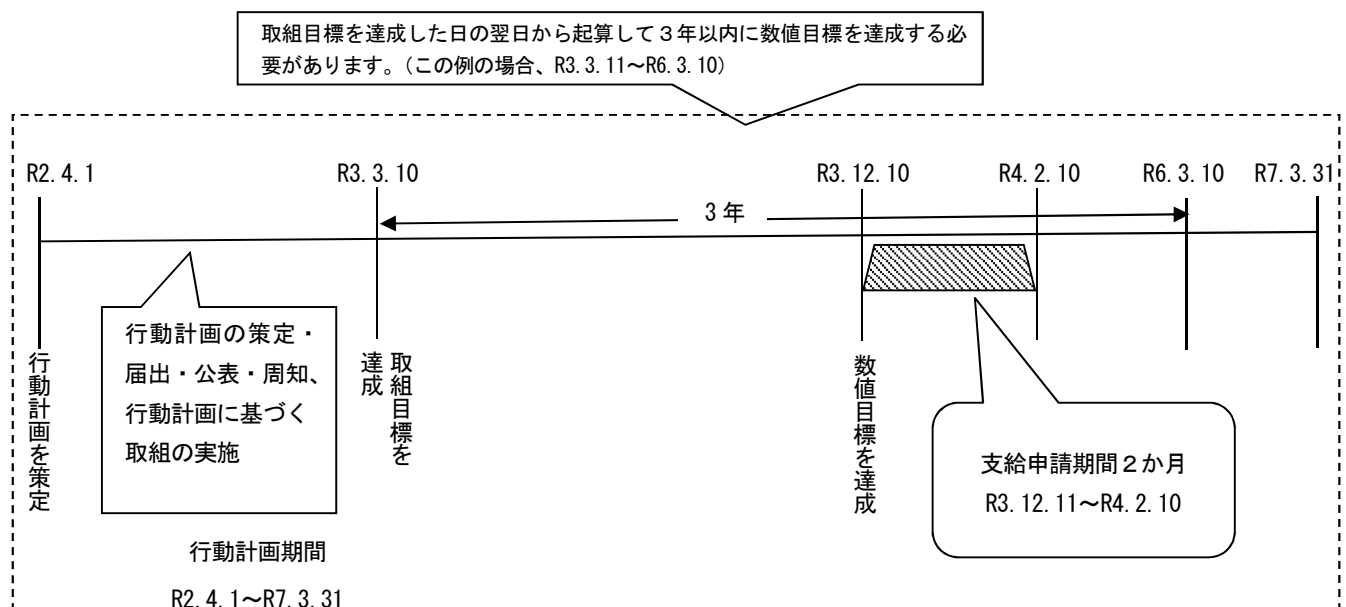 取組目標を達成した日の翌日から起算して３年以内に数値目標を達成する必
要があります。（この例の場合、R3.3.11～R6.3.10）
R2.4.1
R3.3.10
R3.12.10
R4.2.10
R6.3.10
R7.3.31
３年
行動計画を策定
行動計画の策定・
届出・公表・周知、
行動計画に基づく
取組の実施
取組目標を
達成
数値目標を達成
支給申請期間２か月
R3.12.11～R4.2.10
行動計画期間
R2.4.1～R7.3.31